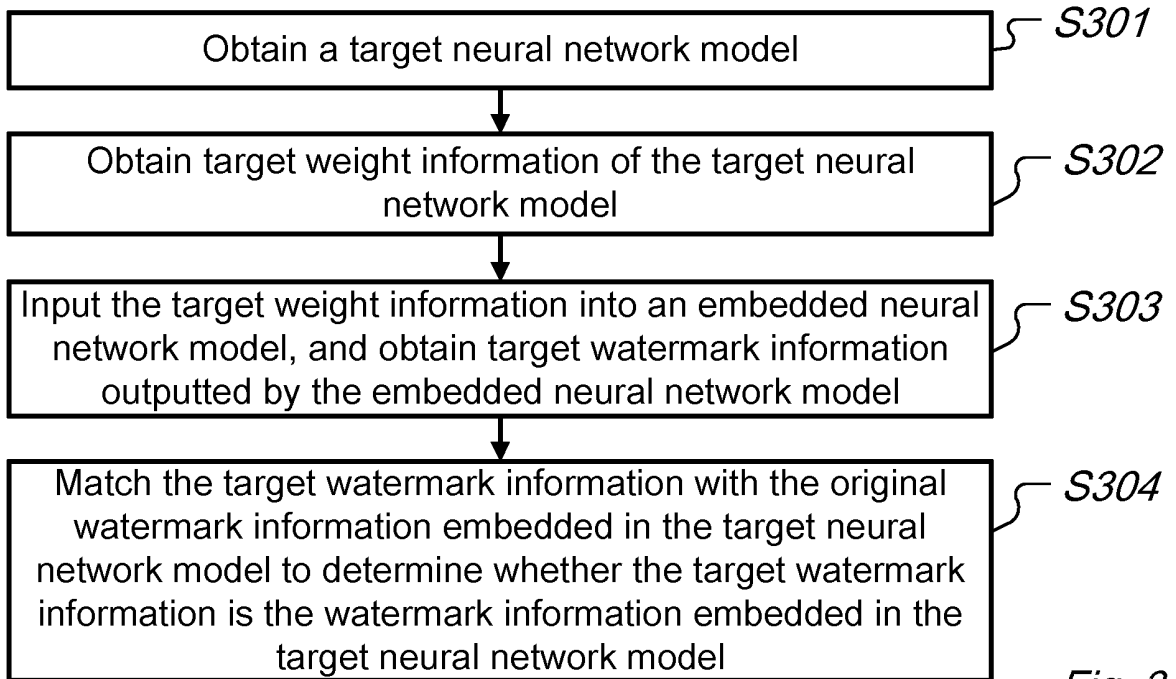 Obtain a target neural network model
S301
Obtain target weight information of the target neural
network model
S302
Input the target weight information into an embedded neural
network model, and obtain target watermark information
outputted by the embedded neural network model
S303
Match the target watermark information with the original
watermark information embedded in the target neural
network model to determine whether the target watermark
information is the watermark information embedded in the
target neural network model
S304
Fig.